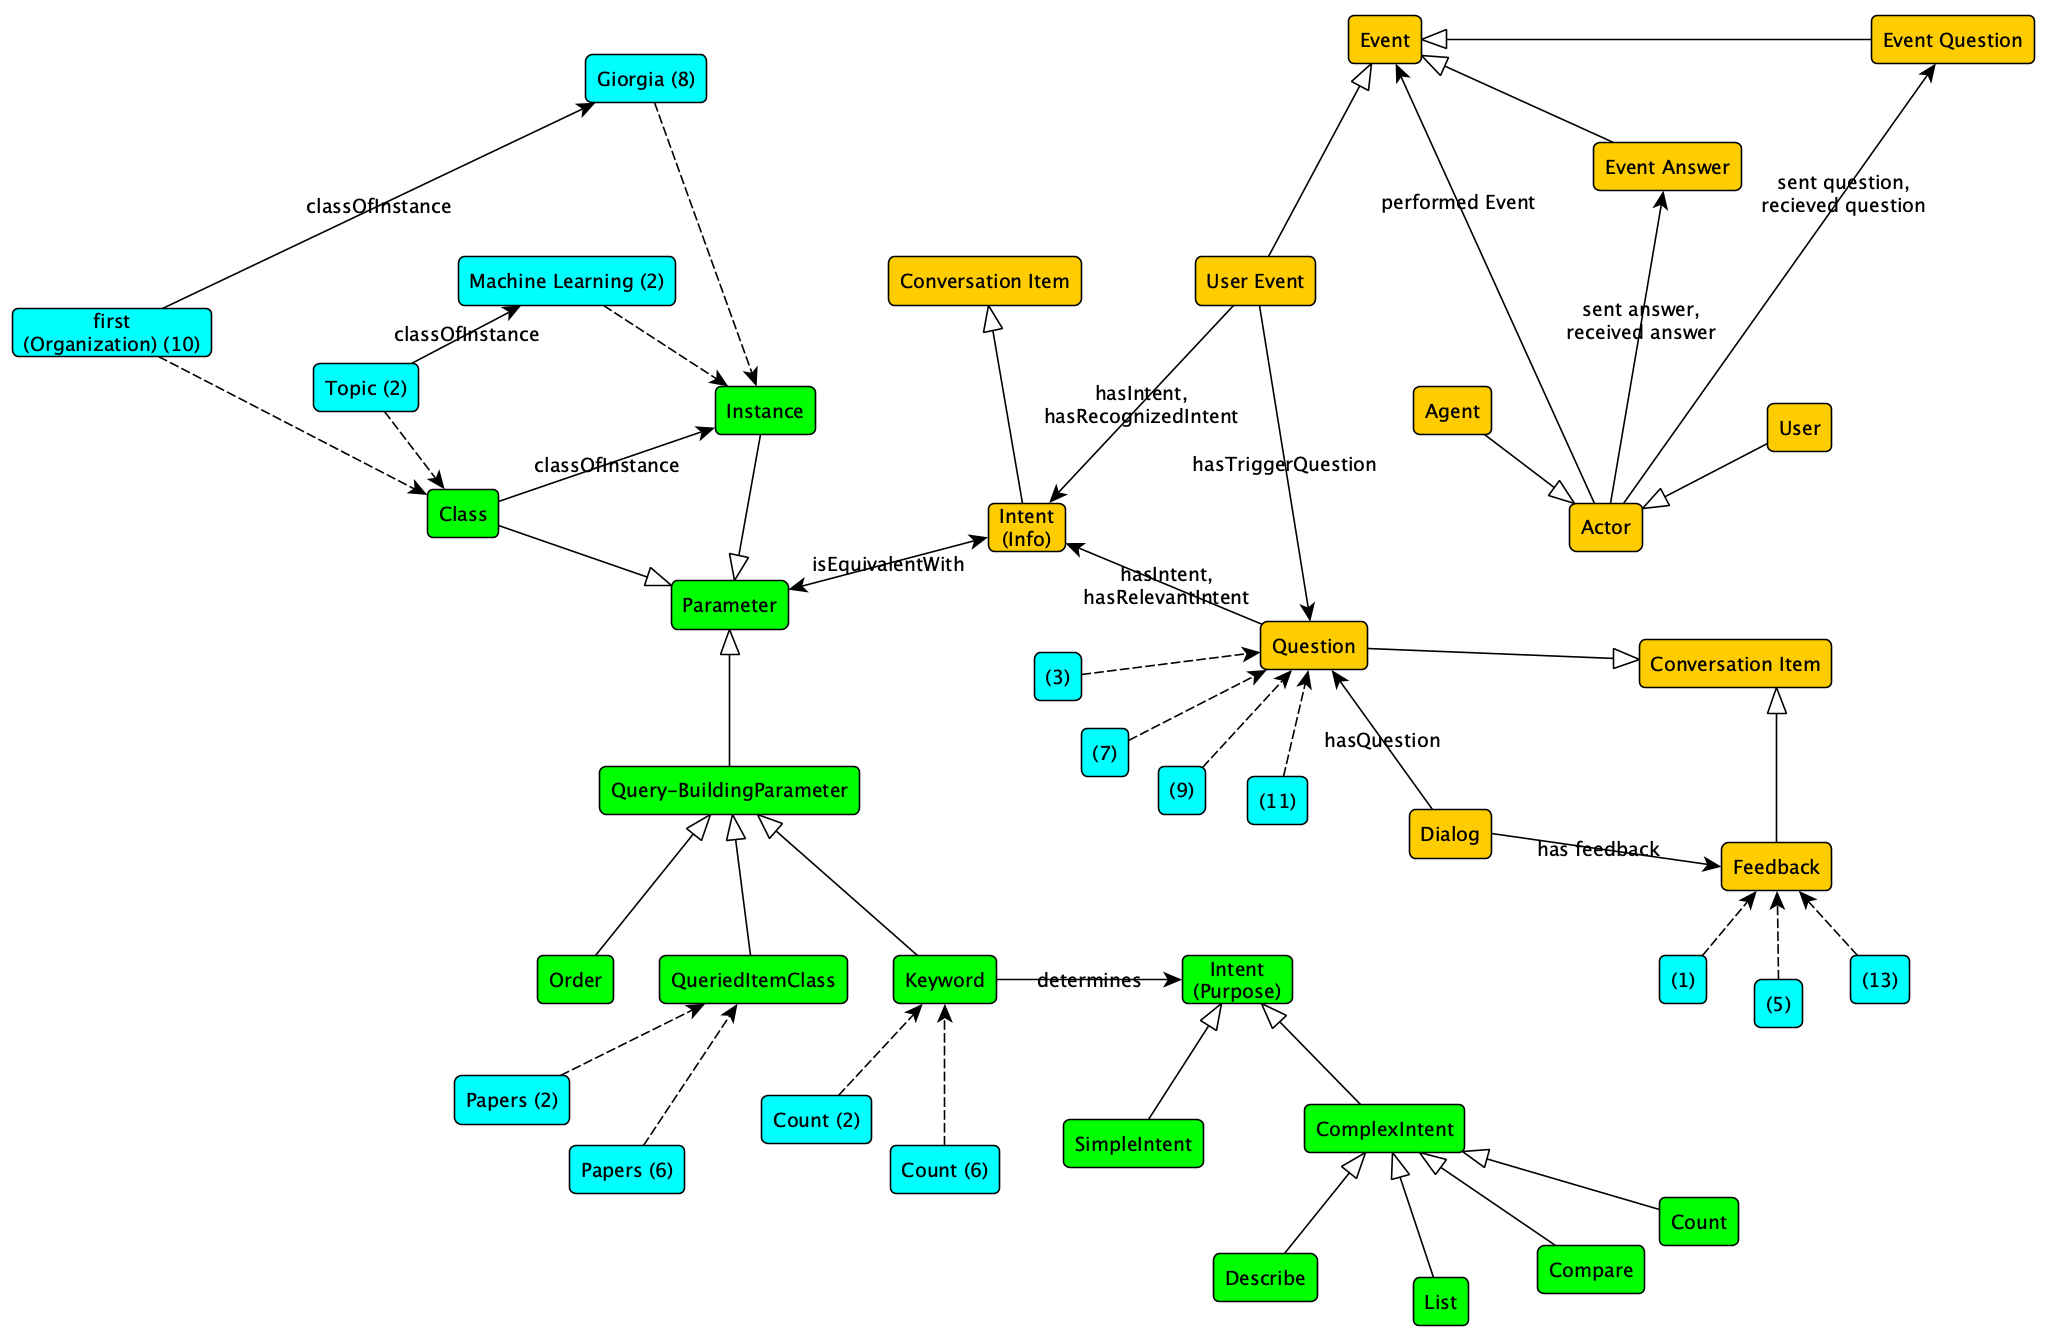 Event
Event Question
Giorgia (8)
Event Answer
classOfInstance
performed Event
sent question,
recieved question
Machine Learning (2)
Conversation Item
User Event
first
(Organization) (10)
classOfInstance
sent answer,
received answer
Topic (2)
Instance
hasIntent,
hasRecognizedIntent
Agent
User
classOfInstance
hasTriggerQuestion
Class
Intent
(Info)
Actor
isEquivalentWith
hasIntent,
hasRelevantIntent
Parameter
Question
Conversation Item
(3)
(7)
hasQuestion
(9)
(11)
Query-BuildingParameter
Dialog
has feedback
Feedback
Order
QueriedItemClass
Keyword
determines
Intent
(Purpose)
(1)
(5)
(13)
Papers (2)
Count (2)
SimpleIntent
ComplexIntent
Papers (6)
Count (6)
Count
Describe
Compare
List